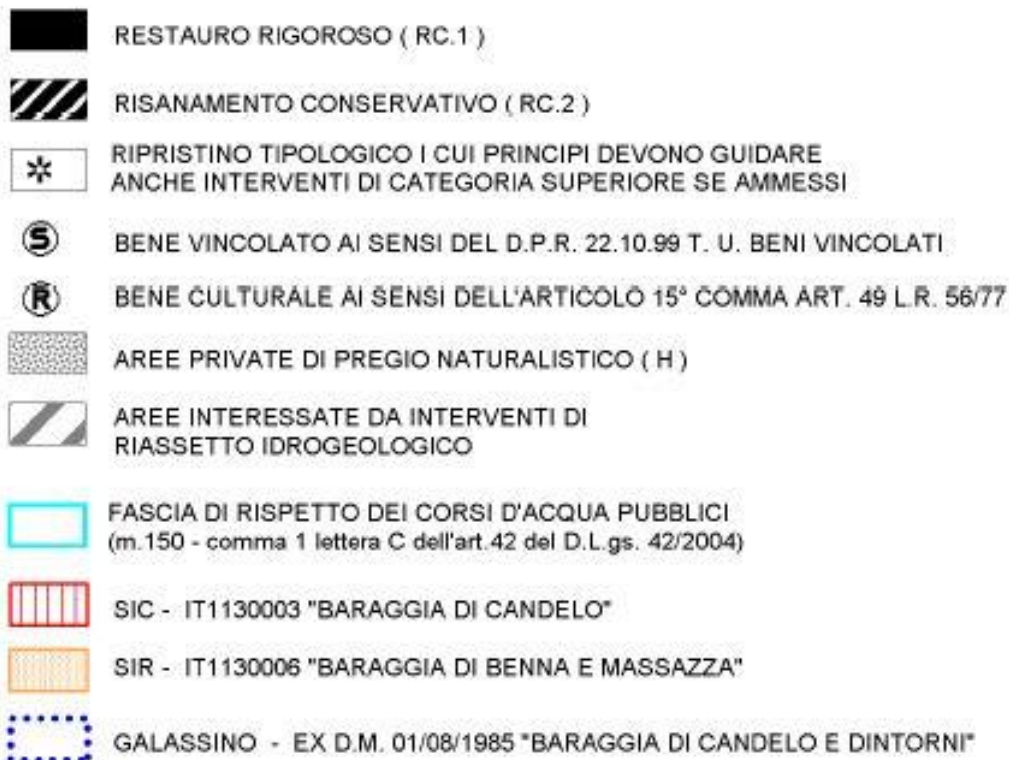 RESTAURO RIGOROSO ( RC.1 )
RISANAMENTO CONSERVATIVO ( RC.2 )
RIPRISTINO TIPOLOGICO I CUI PRINCIPI DEVONO GUIDARE
ANCHE INTERVENTI DI CATEGORIA SUPERIORE SE AMMESSI
S BENE VINCOLATO AI SENSI DEL D.P.R. 22.10.99 T. U. BENI VINCOLATI
R BENE CULTURALE AI SENSI DELL'ARTICOLO 15° COMMA ART. 49 L.R. 56/77
AREE PRIVATE DI PREGIO NATURALISTICO ( H )
AREE INTERESSATE DA INTERVENTI DI
RIASSETTO IDROGEOLOGICO
FASCIA DI RISPETTO DEI CORSI D'ACQUA PUBBLICI
(m.150 - comma 1 lettera C dell'art.42 del D.L.gs. 42/2004)
SIC - IT1130003 "BARAGGIA DI CANDELO"
SIR - IT1130006 "BARAGGIA DI BENNA E MASSAZZA"
GALASSINO - EX D.M. 01/08/1985 "BARAGGIA DI CANDELO E DINTORNI"